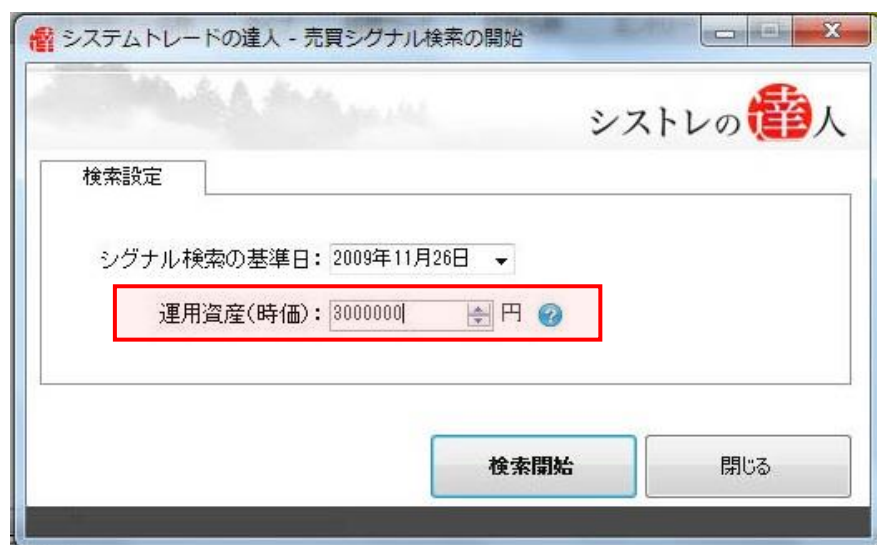 システムトレードの達人 - 売買シグナル検索の開始
シストレの達人
検索設定
シグナル検索の基準日: 2009年11月26日
運用資産(時価): 3000000 円
検索開始 閉じる